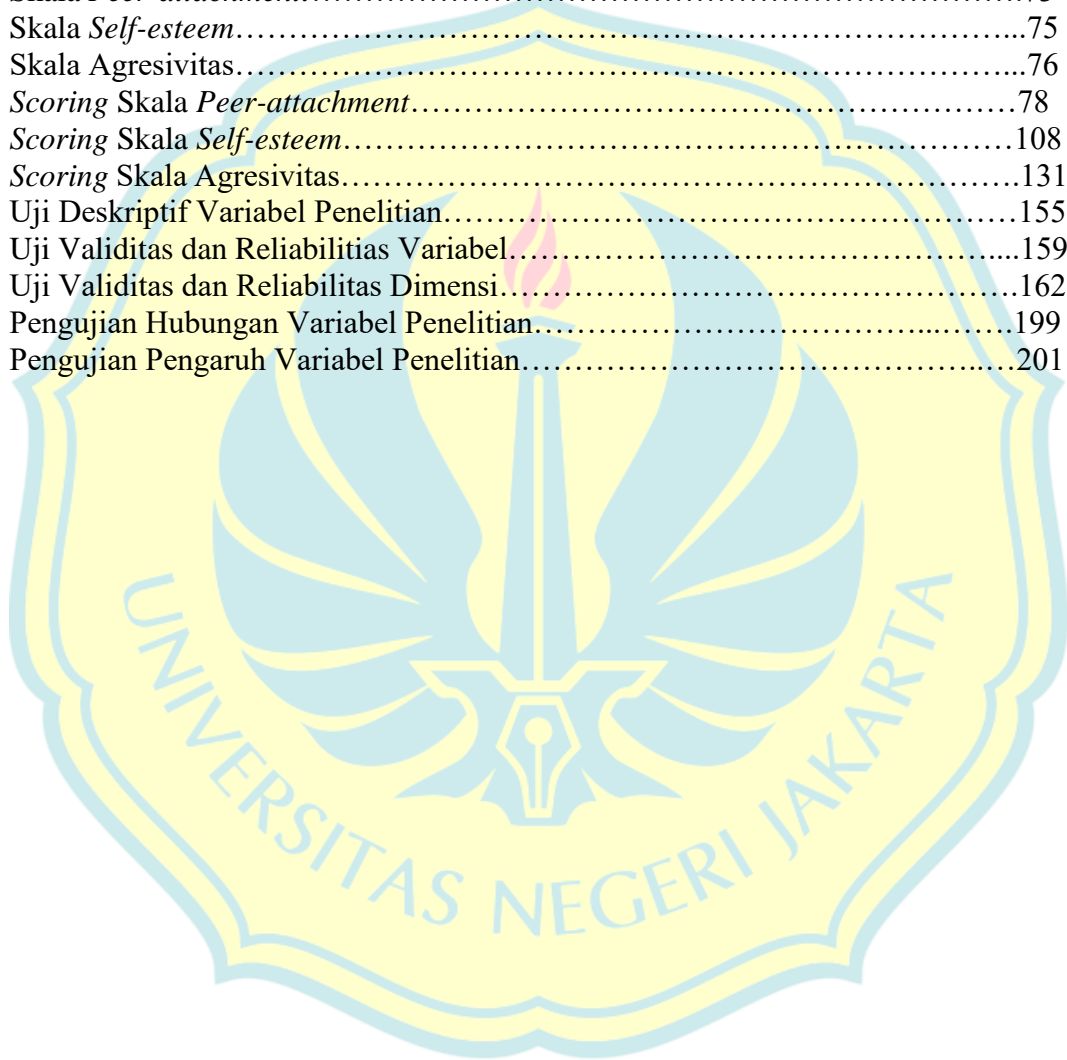 Skala Self-esteem……………………………………………………………...75
Skala Agresivitas……………………………………………………………...76
Scoring Skala Peer-attachment…………………………………………………78
Scoring Skala Self-esteem………………………………………………………108
Scoring Skala Agresivitas……………………………………………………….131
Uji Deskriptif Variabel Penelitian………………………………………………155
Uji Validitas dan Reliabilitias Variabel………………………………………....159
Uji Validitas dan Reliabilitas Dimensi………………………………………….162
Pengujian Hubungan Variabel Penelitian………………………………...…….199
Pengujian Pengaruh Variabel Penelitian…………………………………..…201
UNIVERSITAS NEGERI JAKARTA